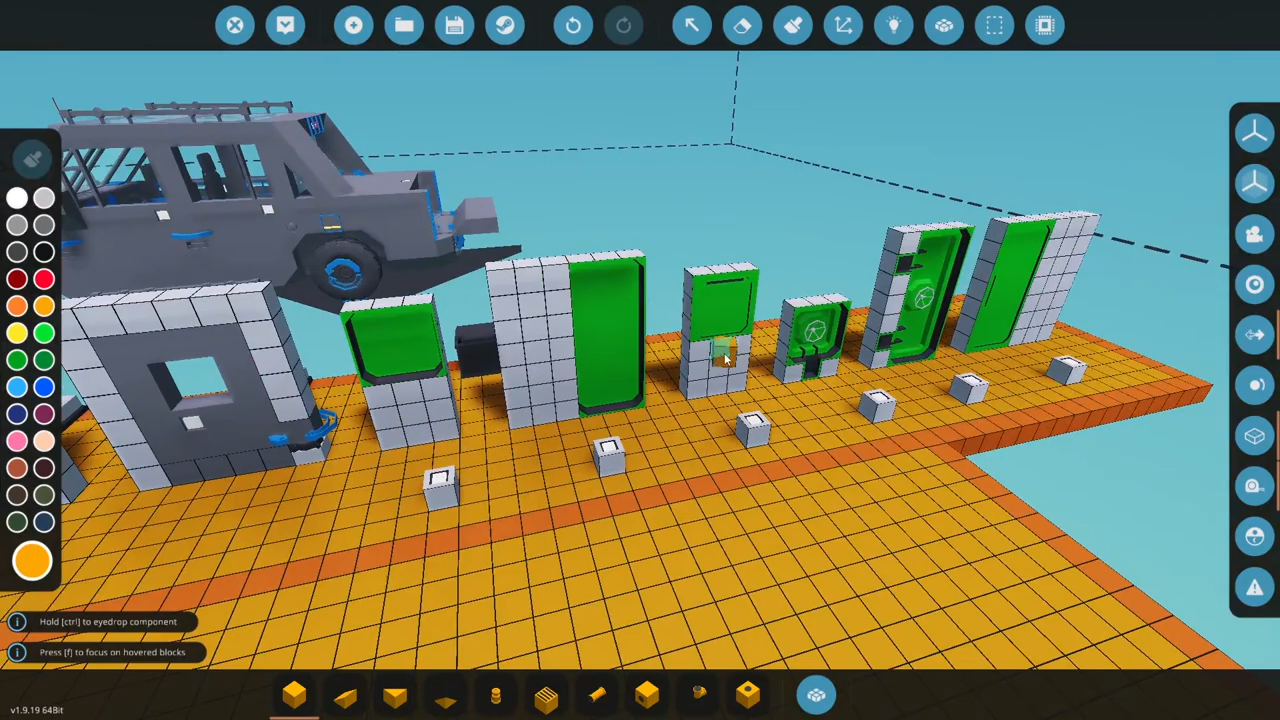 Hold [ctrl] to eyedrop component
Press [f] to focus on hovered blocks
v1.9.19 64Bit